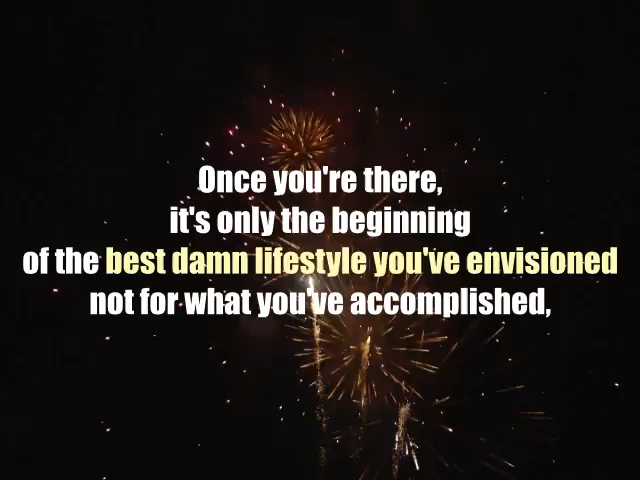 Once you're there,
it's only the beginning
of the best damn lifestyle you've envisioned
not for what you've accomplished,